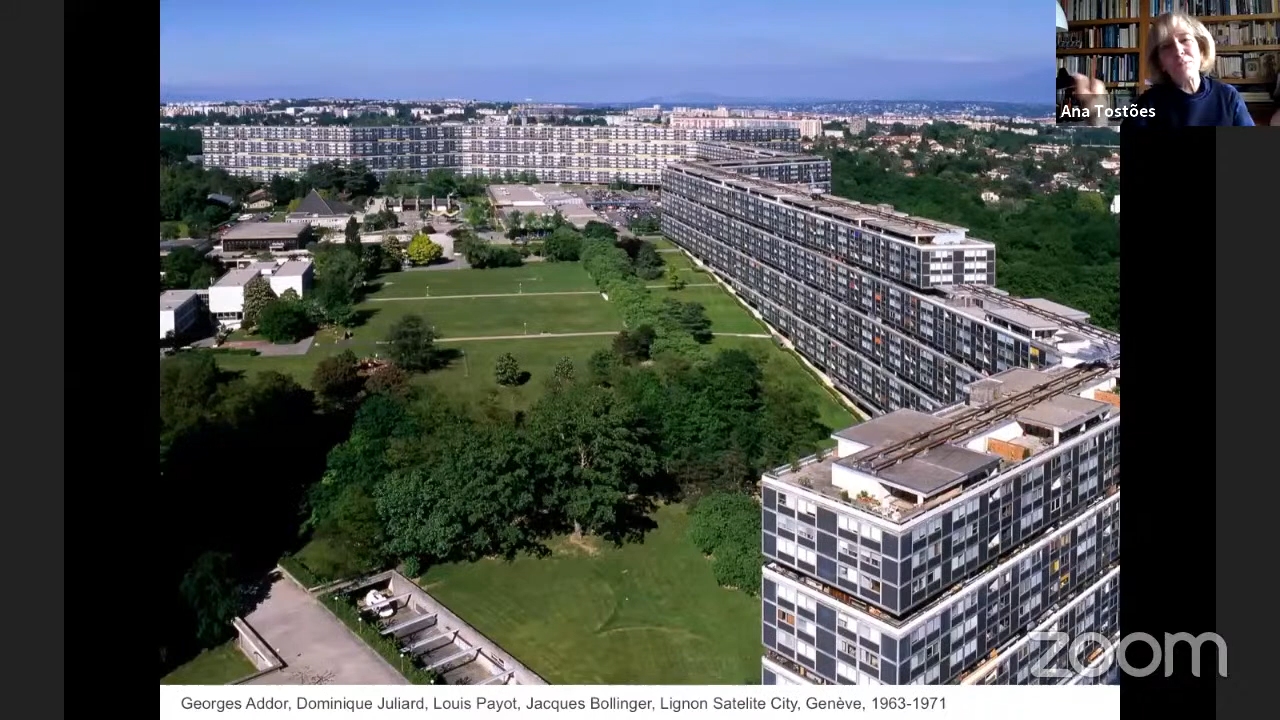 Ana Tostões
zoom
Georges Addor, Dominique Juliard, Louis Payot, Jacques Bollinger, Lignon Satelite City, Genève, 1963-1971